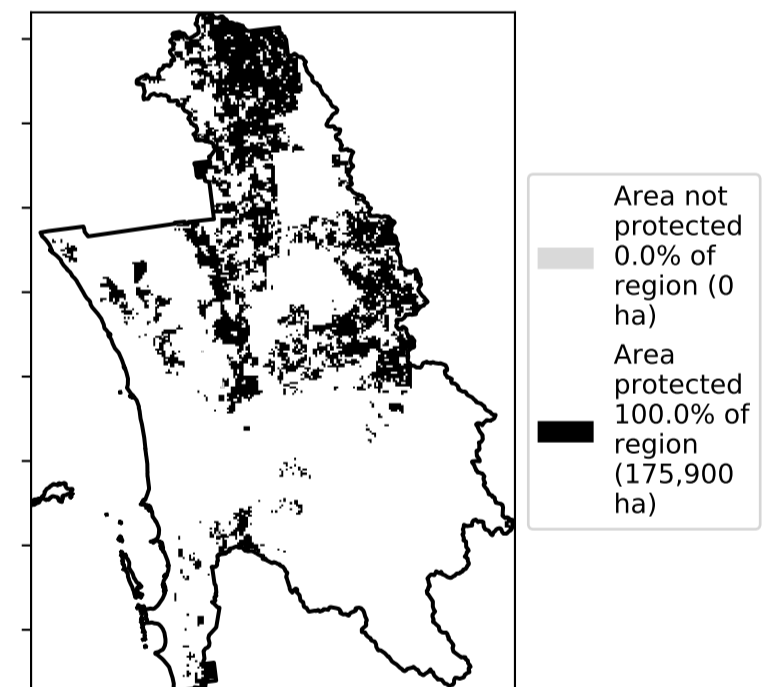 Area not
protected
0.0% of
region (0
ha)
Area
protected
100.0% of
region
(175,900
ha)